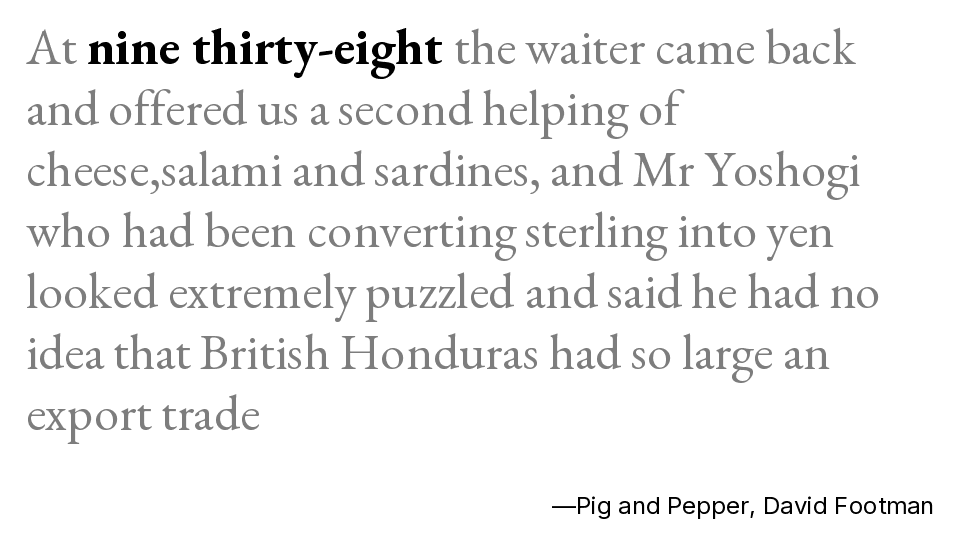 At nine thirty-eight the waiter came back
and offered us a second helping of
cheese,salami and sardines, and Mr Yoshogi
who had been converting sterling into yen
looked extremely puzzled and said he had no
idea that British Honduras had so large an
export trade
—Pig and Pepper, David Footman